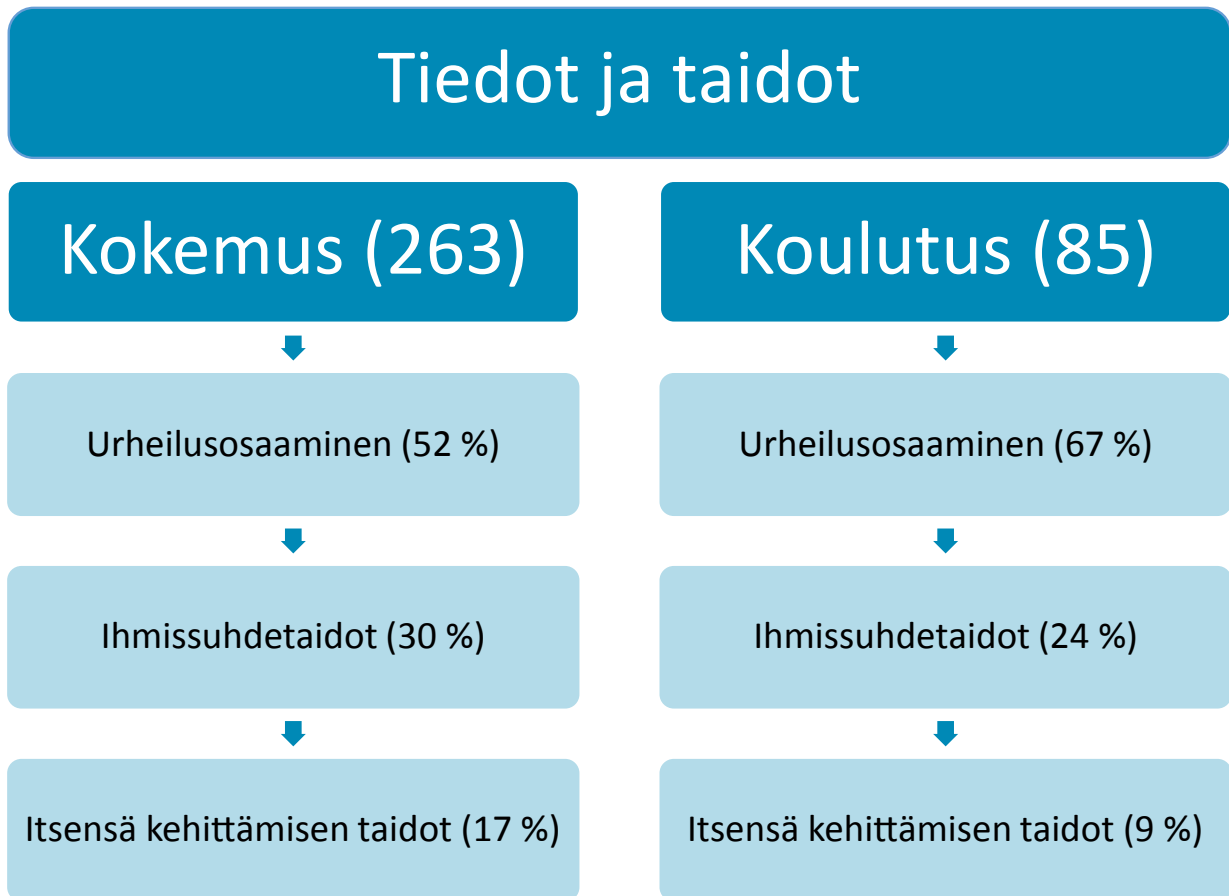 Tiedot ja taidot
Kokemus (263)
Urheilusosaaminen (52 %)
Ihmissuhdetaidot (30 %)
Itsensä kehittämisen taidot (17 %)
Koulutus (85)
Urheilusosaaminen (67 %)
Ihmissuhdetaidot (24 %)
Itsensä kehittämisen taidot (9 %)